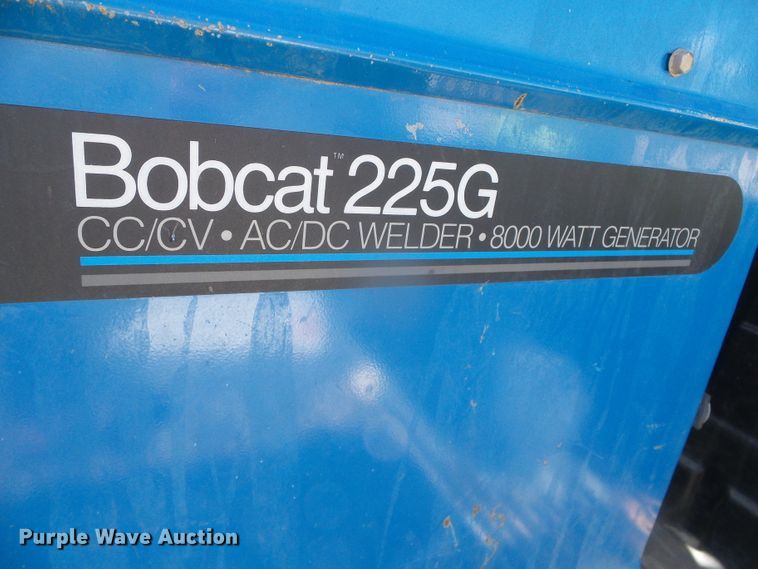 Bobcat™ 225G
CC/CV • AC/DC WELDER • 8000 WATT GENERATOR
Purple Wave Auction